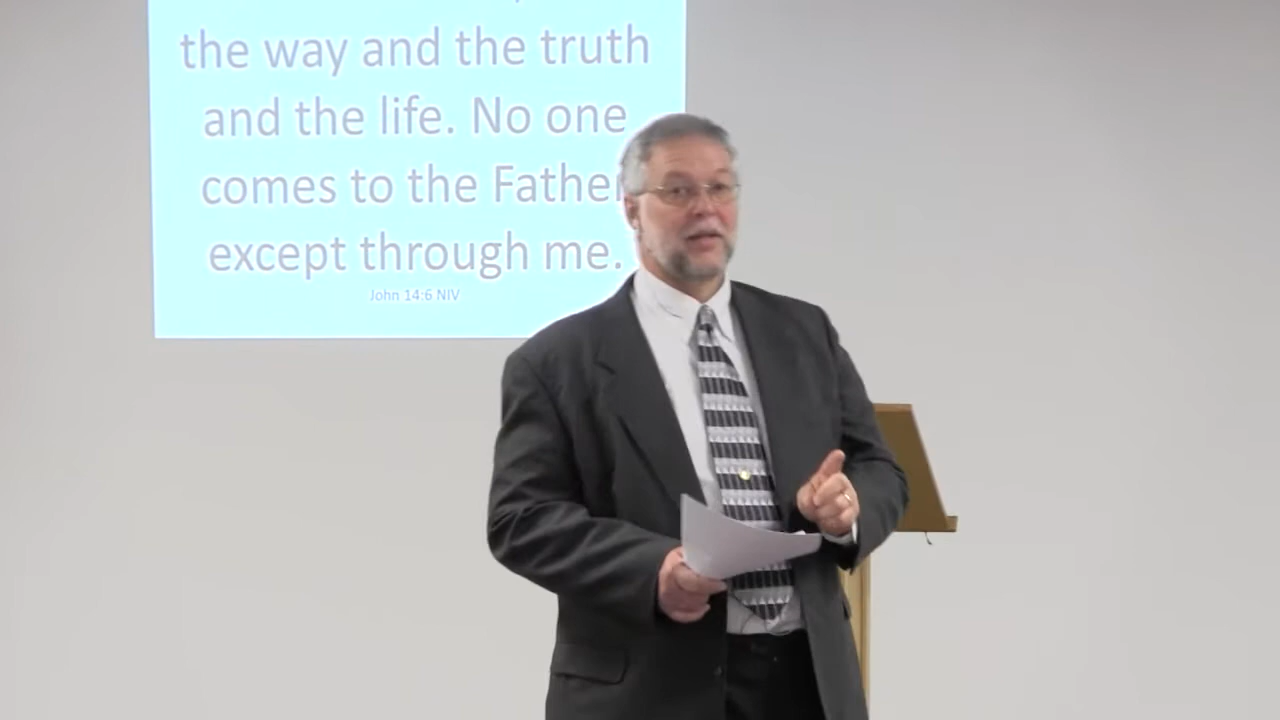 the way and the truth
and the life. No one
comes to the Father
except through me.
John 14:6 NIV